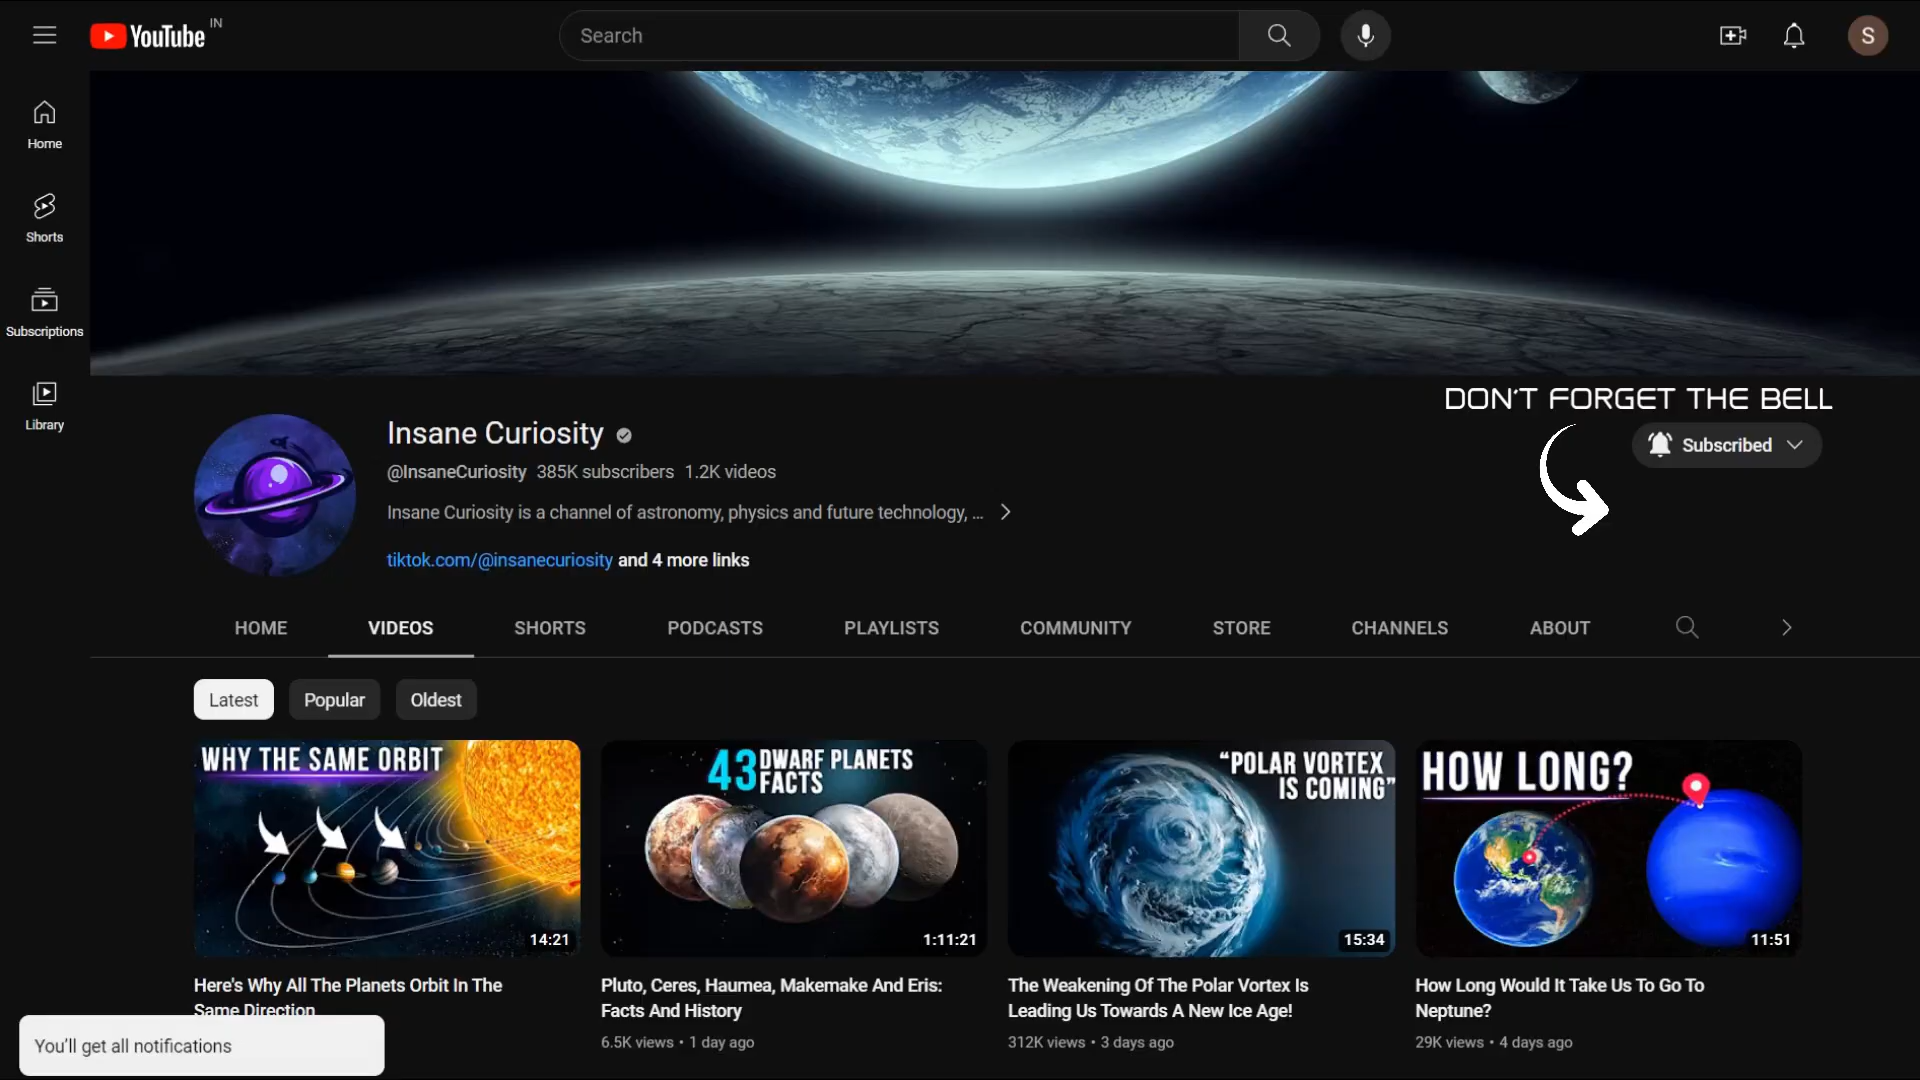 YouTube IN
Search
S
Home
Shorts
Subscriptions
Library
DON'T FORGET THE BELL
Insane Curiosity
Subscribed
@InsaneCuriosity 385K subscribers 1.2K videos
Insane Curiosity is a channel of astronomy, physics and future technology, ...
tiktok.com/@insanecuriosity and 4 more links
HOME VIDEOS SHORTS PODCASTS PLAYLISTS COMMUNITY STORE CHANNELS ABOUT
Latest Popular Oldest
WHY THE SAME ORBIT
14:21
43 DWARF PLANETS
FACTS
1:11:21
“POLAR VORTEX
IS COMING”
15:34
HOW LONG?
11:51
Here's Why All The Planets Orbit In The
Same Direction
Pluto, Ceres, Haumea, Makemake And Eris:
Facts And History
6.5K views • 1 day ago
The Weakening Of The Polar Vortex Is
Leading Us Towards A New Ice Age!
312K views • 3 days ago
How Long Would It Take Us To Go To
Neptune?
29K views • 4 days ago
You'll get all notifications